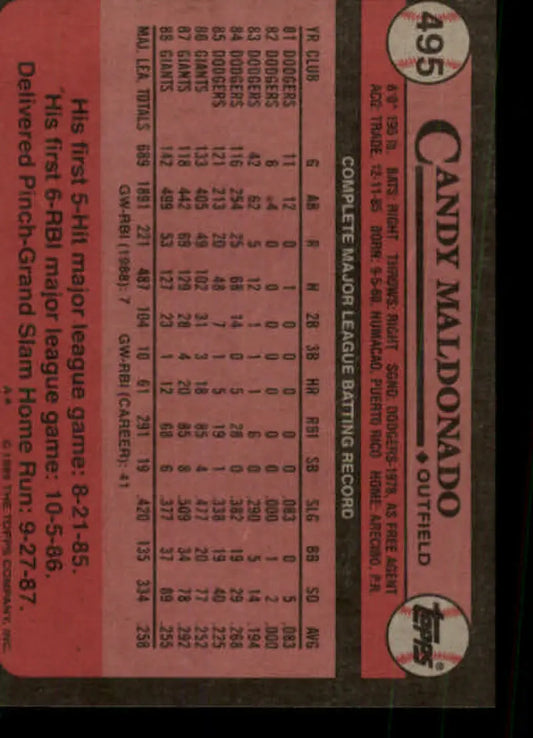 495
CANDY MALDONADO ♦ OUTFIELD
TOPPS®
6'0" 195 lb. BATS: RIGHT THROWS: RIGHT SGND: DODGERS-1978, AS FREE AGENT
ACQ: TRADE, 12-11-85 BORN: 9-5-60, HUMACAO, PUERTO RICO HOME: ARECIBO, P.R.
COMPLETE MAJOR LEAGUE BATTING RECORD
YR CLUB G AB R H 2B 3B HR RBI SB SLG BB SO AVG
81 DODGERS 11 12 0 1 0 0 0 0 0 .083 0 5 .083
82 DODGERS 6 4 0 0 0 0 0 0 0 .000 1 2 .000
83 DODGERS 42 62 5 12 1 1 1 6 0 .290 5 14 .194
84 DODGERS 116 254 25 68 14 0 5 28 0 .382 19 29 .268
85 DODGERS 121 213 20 48 7 1 5 19 1 .338 19 40 .225
86 GIANTS 133 405 49 102 31 3 18 85 4 .477 20 77 .252
87 GIANTS 118 442 69 129 28 4 20 85 8 .509 34 78 .292
88 GIANTS 142 499 53 127 23 1 12 68 6 .377 37 89 .255
MAJ. LEA. TOTALS 689 1891 221 487 104 10 61 291 19 .420 135 334 .258
GW-RBI (1988): 7 GW-RBI (CAREER): 41
His first 5-Hit major league game: 8-21-85.
His first 6-RBI major league game: 10-5-86.
Delivered Pinch-Grand Slam Home Run: 9-27-87.
A* © 1989 THE TOPPS COMPANY, INC.